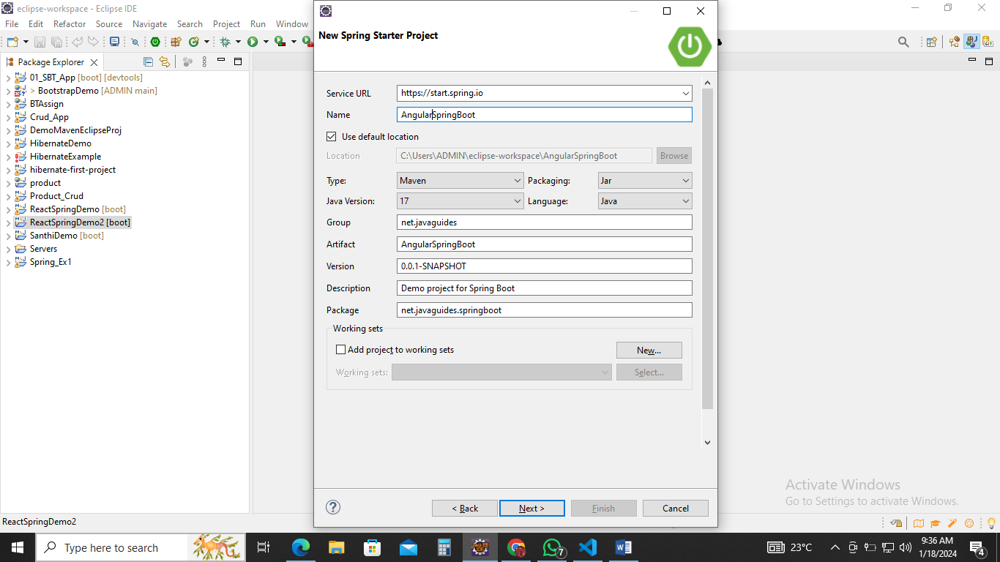 eclipse-workspace - Eclipse IDE
File Edit Refactor Source Navigate Search Project Run Window
Package Explorer
01_SBT_App [boot] [devtools]
> BootstrapDemo [ADMIN main]
BTAssign
Crud_App
DemoMavenEclipseProj
HibernateDemo
HibernateExample
hibernate-first-project
product
Product_Crud
ReactSpringDemo [boot]
ReactSpringDemo2 [boot]
SanthiDemo [boot]
Servers
Spring_Ex1
New Spring Starter Project
Service URL https://start.spring.io
Name AngularSpringBoot
Use default location
Location C:\Users\ADMIN\eclipse-workspace\AngularSpringBoot Browse
Type: Maven Packaging: Jar
Java Version: 17 Language: Java
Group net.javaguides
Artifact AngularSpringBoot
Version 0.0.1-SNAPSHOT
Description Demo project for Spring Boot
Package net.javaguides.springboot
Working sets
Add project to working sets New...
Working sets: Select...
< Back Next > Finish Cancel
Activate Windows
Go to Settings to activate Windows.
ReactSpringDemo2
Type here to search
23°C
9:36 AM
1/18/2024
7
4